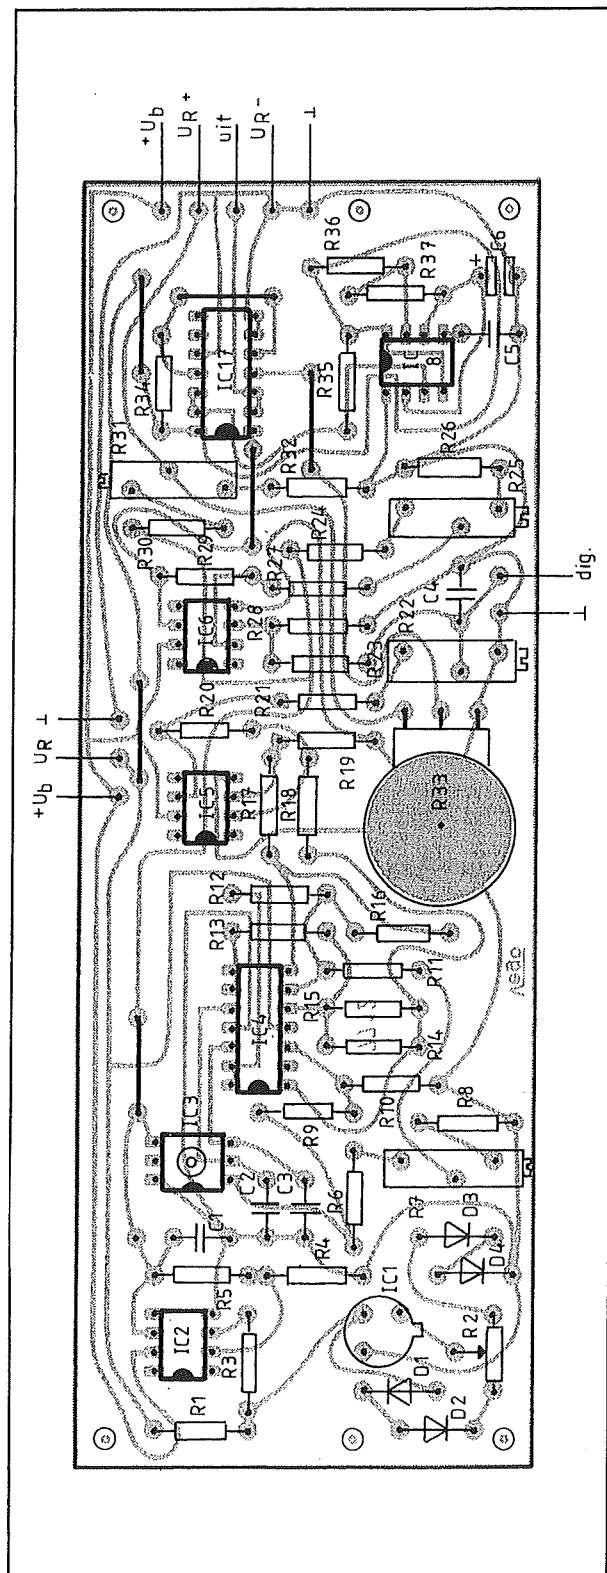 +Ub
UR+
uit
UR-
⊥
R36
R37
+
C6
R34
IC17
R35
IC
8
C5
R31
R32
R26
R25
R30
R29
R27
R24
IC6
R28
C4
R22
R23
dig.
⊥
+Ub
UR
⊥
R20
R21
IC5
R17
R18
R19
R33
R12
R13
R16
R11
IC4
R15
R14
R10
R9
R8
IC3
C2
C3
R6
C1
R4
R7
D3
D4
R5
IC1
IC2
R3
R2
D1
D2
R1